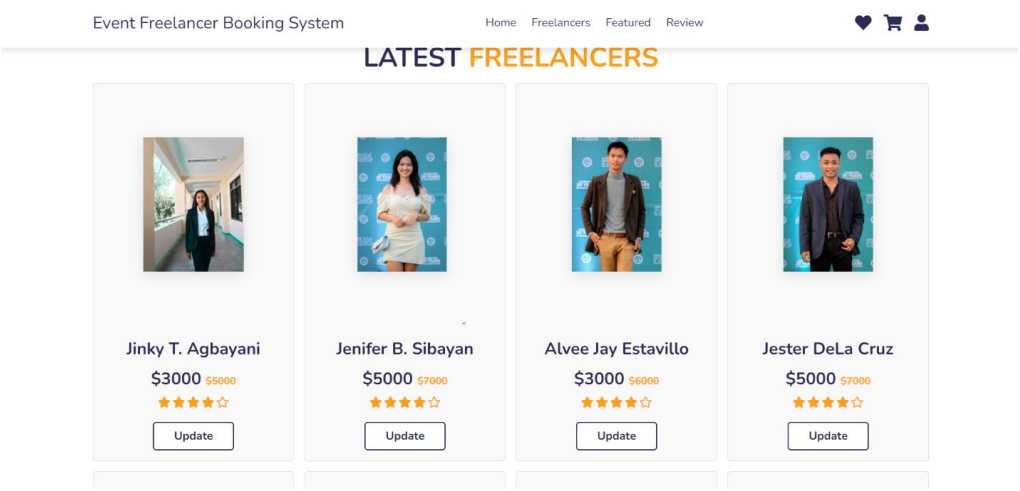 Event Freelancer Booking System Home Freelancers Featured Review
LATEST FREELANCERS
<
Jinky T. Agbayani Jenifer B. Sibayan Alvee Jay Estavillo Jester DeLa Cruz
$3000 $5000 $5000 $7000 $3000 $6000 $5000 $7000
Update Update Update Update